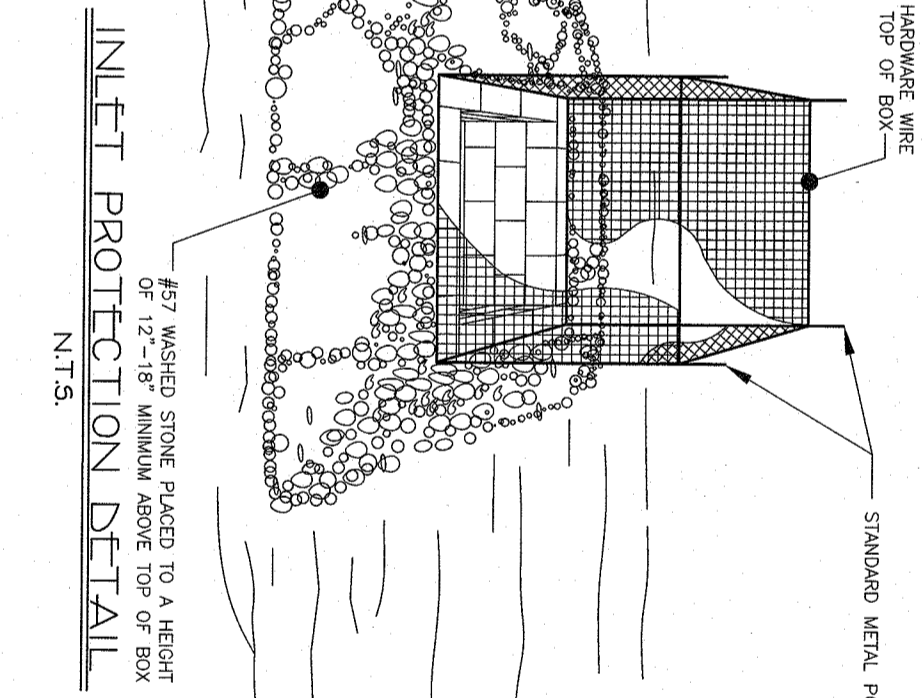 HARDWARE WIRE
TOP OF BOX
STANDARD METAL
#57 WASHED STONE PLACED TO A HEIGHT
OF 12"-18" MINIMUM ABOVE TOP OF BOX
INLET PROTECTION DETAIL
N.T.S.